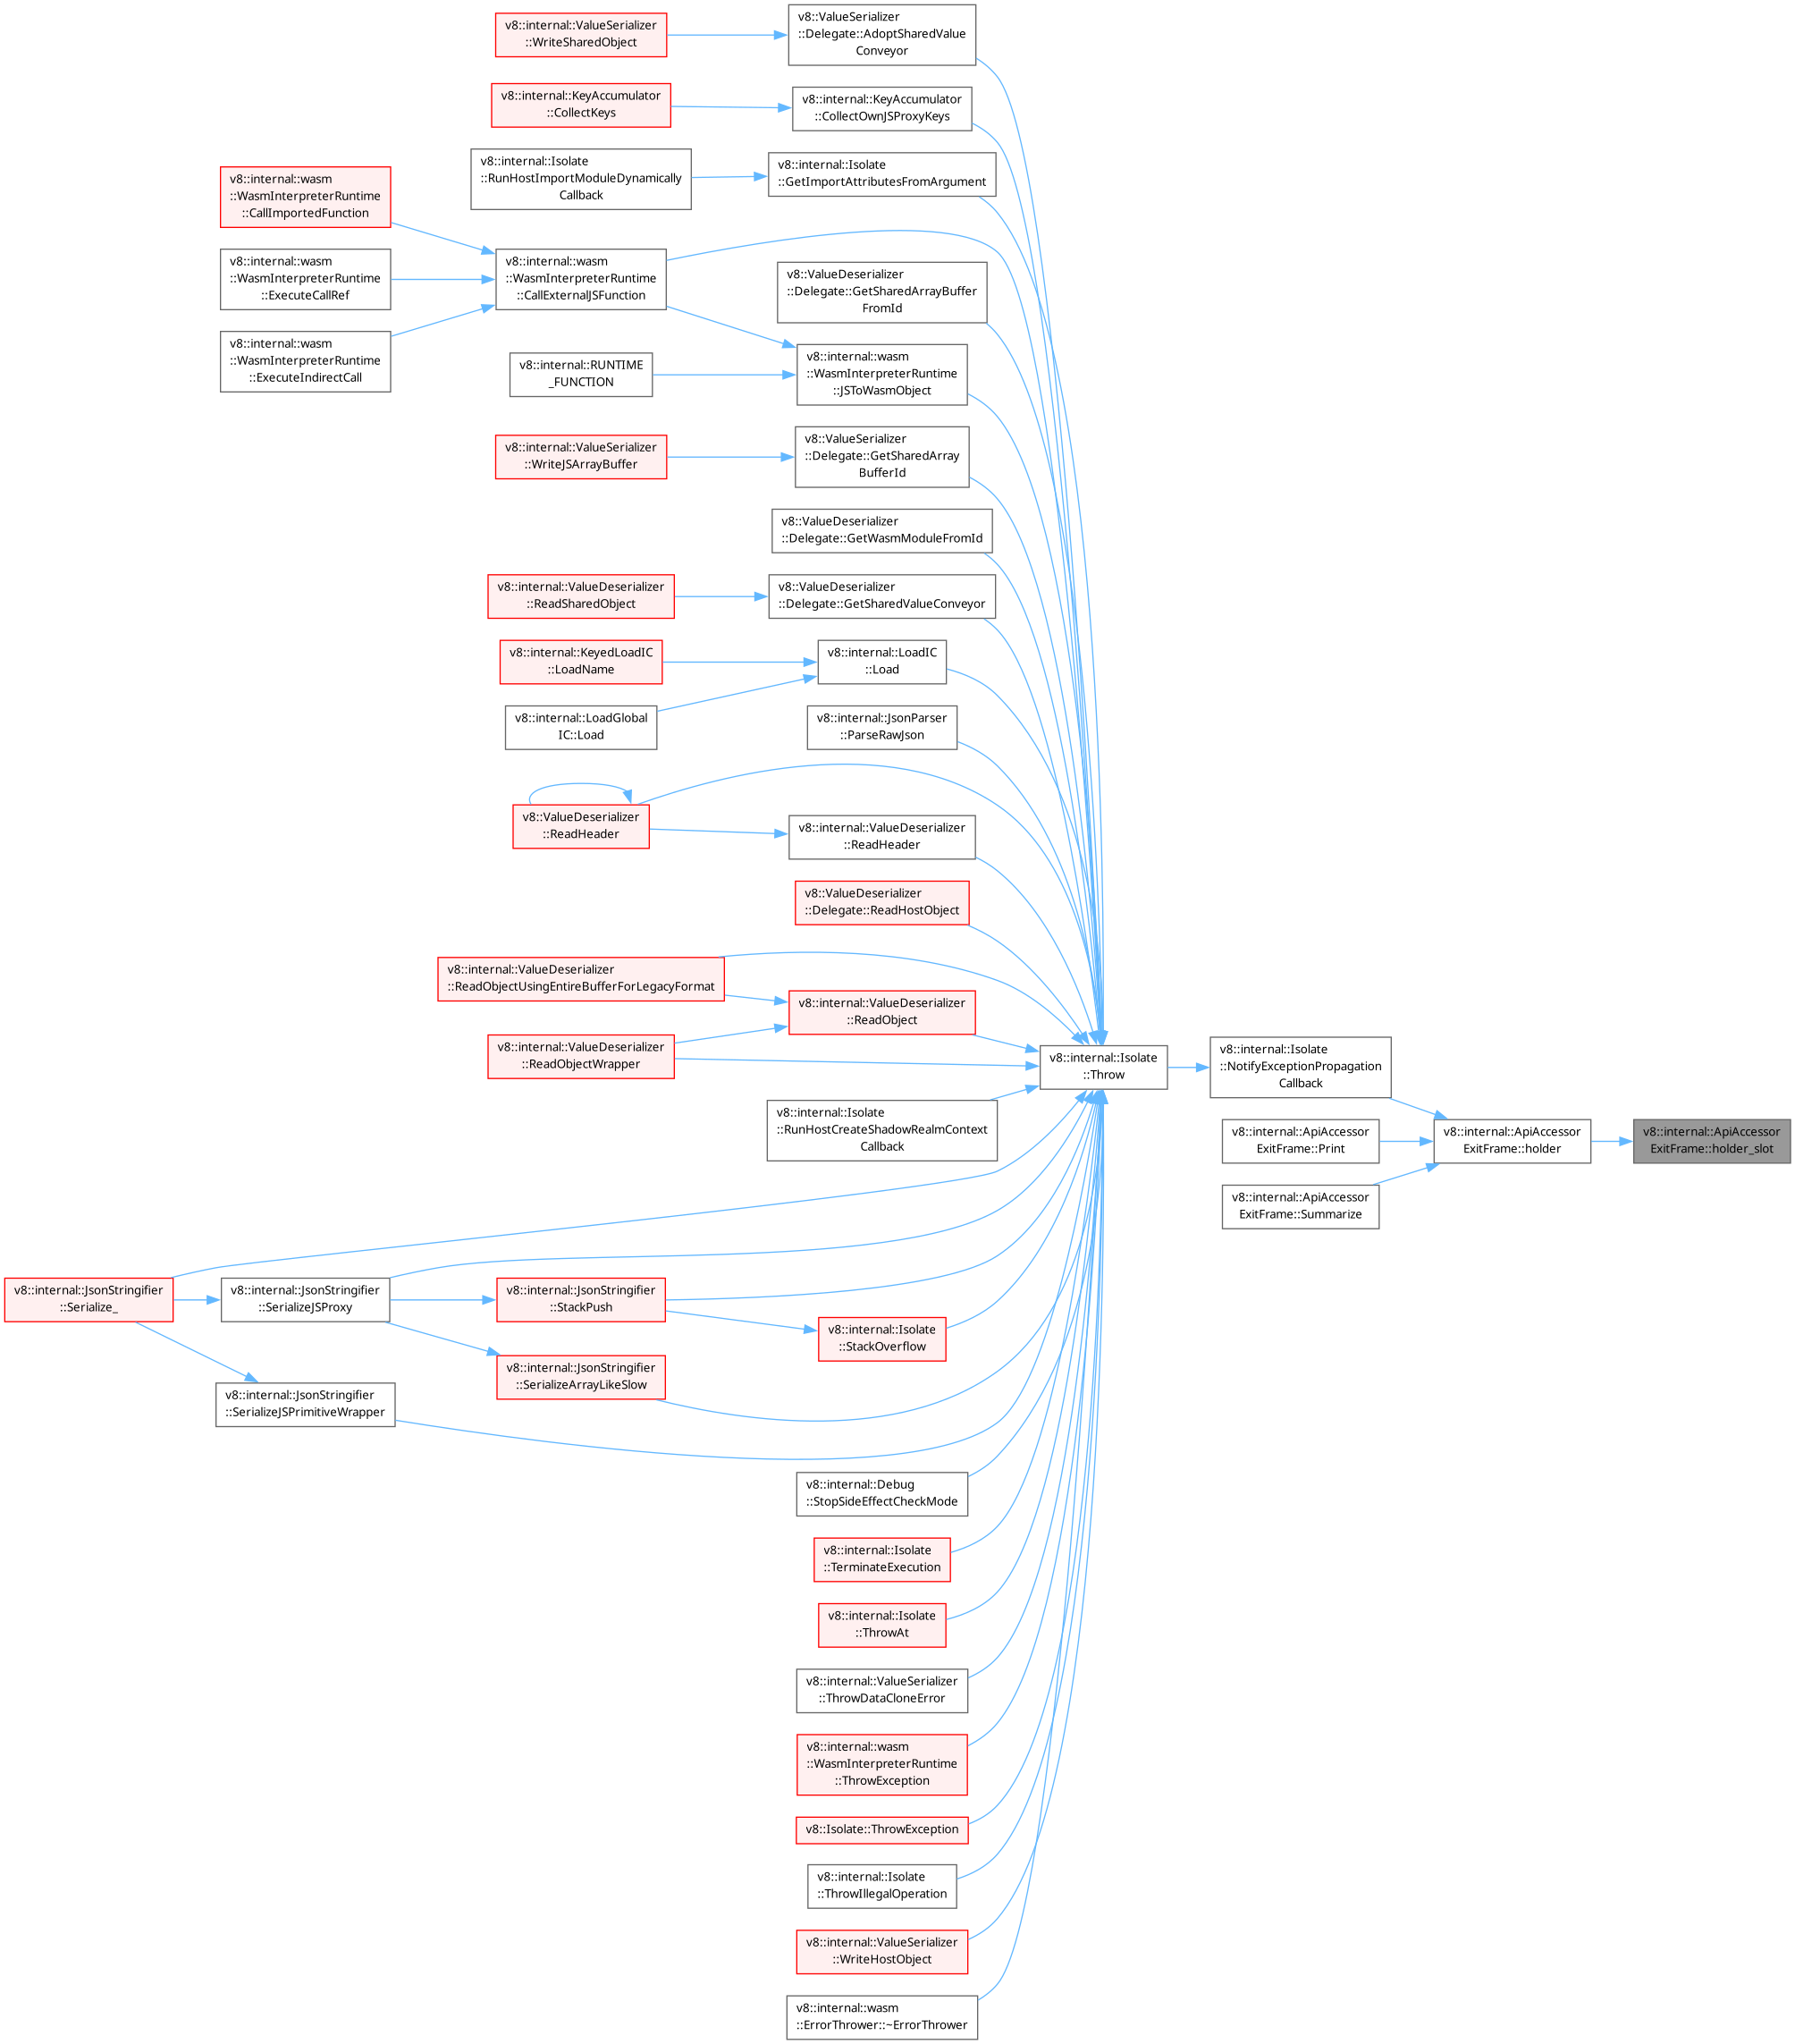 v8::internal::ValueSerializer
::WriteSharedObject
v8::ValueSerializer
::Delegate::AdoptSharedValue
Conveyor
v8::internal::KeyAccumulator
::CollectKeys
v8::internal::KeyAccumulator
::CollectOwnJSProxyKeys
v8::internal::Isolate
::RunHostImportModuleDynamically
Callback
v8::internal::Isolate
::GetImportAttributesFromArgument
v8::internal::wasm
::WasmInterpreterRuntime
::CallImportedFunction
v8::internal::wasm
::WasmInterpreterRuntime
::ExecuteCallRef
v8::internal::wasm
::WasmInterpreterRuntime
::CallExternalJSFunction
v8::ValueDeserializer
::Delegate::GetSharedArrayBuffer
FromId
v8::internal::wasm
::WasmInterpreterRuntime
::ExecuteIndirectCall
v8::internal::RUNTIME
_FUNCTION
v8::internal::wasm
::WasmInterpreterRuntime
::JSToWasmObject
v8::internal::ValueSerializer
::WriteJSArrayBuffer
v8::ValueSerializer
::Delegate::GetSharedArray
BufferId
v8::ValueDeserializer
::Delegate::GetWasmModuleFromId
v8::internal::ValueDeserializer
::ReadSharedObject
v8::ValueDeserializer
::Delegate::GetSharedValueConveyor
v8::internal::KeyedLoadIC
::LoadName
v8::internal::LoadIC
::Load
v8::internal::LoadGlobal
IC::Load
v8::internal::JsonParser
::ParseRawJson
v8::ValueDeserializer
::ReadHeader
v8::internal::ValueDeserializer
::ReadHeader
v8::ValueDeserializer
::Delegate::ReadHostObject
v8::internal::ValueDeserializer
::ReadObjectUsingEntireBufferForLegacyFormat
v8::internal::ValueDeserializer
::ReadObject
v8::internal::ValueDeserializer
::ReadObjectWrapper
v8::internal::Isolate
::Throw
v8::internal::Isolate
::NotifyExceptionPropagation
Callback
v8::internal::Isolate
::RunHostCreateShadowRealmContext
Callback
v8::internal::ApiAccessor
ExitFrame::Print
v8::internal::ApiAccessor
ExitFrame::holder
v8::internal::ApiAccessor
ExitFrame::holder_slot
v8::internal::ApiAccessor
ExitFrame::Summarize
v8::internal::JsonStringifier
::Serialize_
v8::internal::JsonStringifier
::SerializeJSProxy
v8::internal::JsonStringifier
::StackPush
v8::internal::Isolate
::StackOverflow
v8::internal::JsonStringifier
::SerializeArrayLikeSlow
v8::internal::JsonStringifier
::SerializeJSPrimitiveWrapper
v8::internal::Debug
::StopSideEffectCheckMode
v8::internal::Isolate
::TerminateExecution
v8::internal::Isolate
::ThrowAt
v8::internal::ValueSerializer
::ThrowDataCloneError
v8::internal::wasm
::WasmInterpreterRuntime
::ThrowException
v8::Isolate::ThrowException
v8::internal::Isolate
::ThrowIllegalOperation
v8::internal::ValueSerializer
::WriteHostObject
v8::internal::wasm
::ErrorThrower::~ErrorThrower